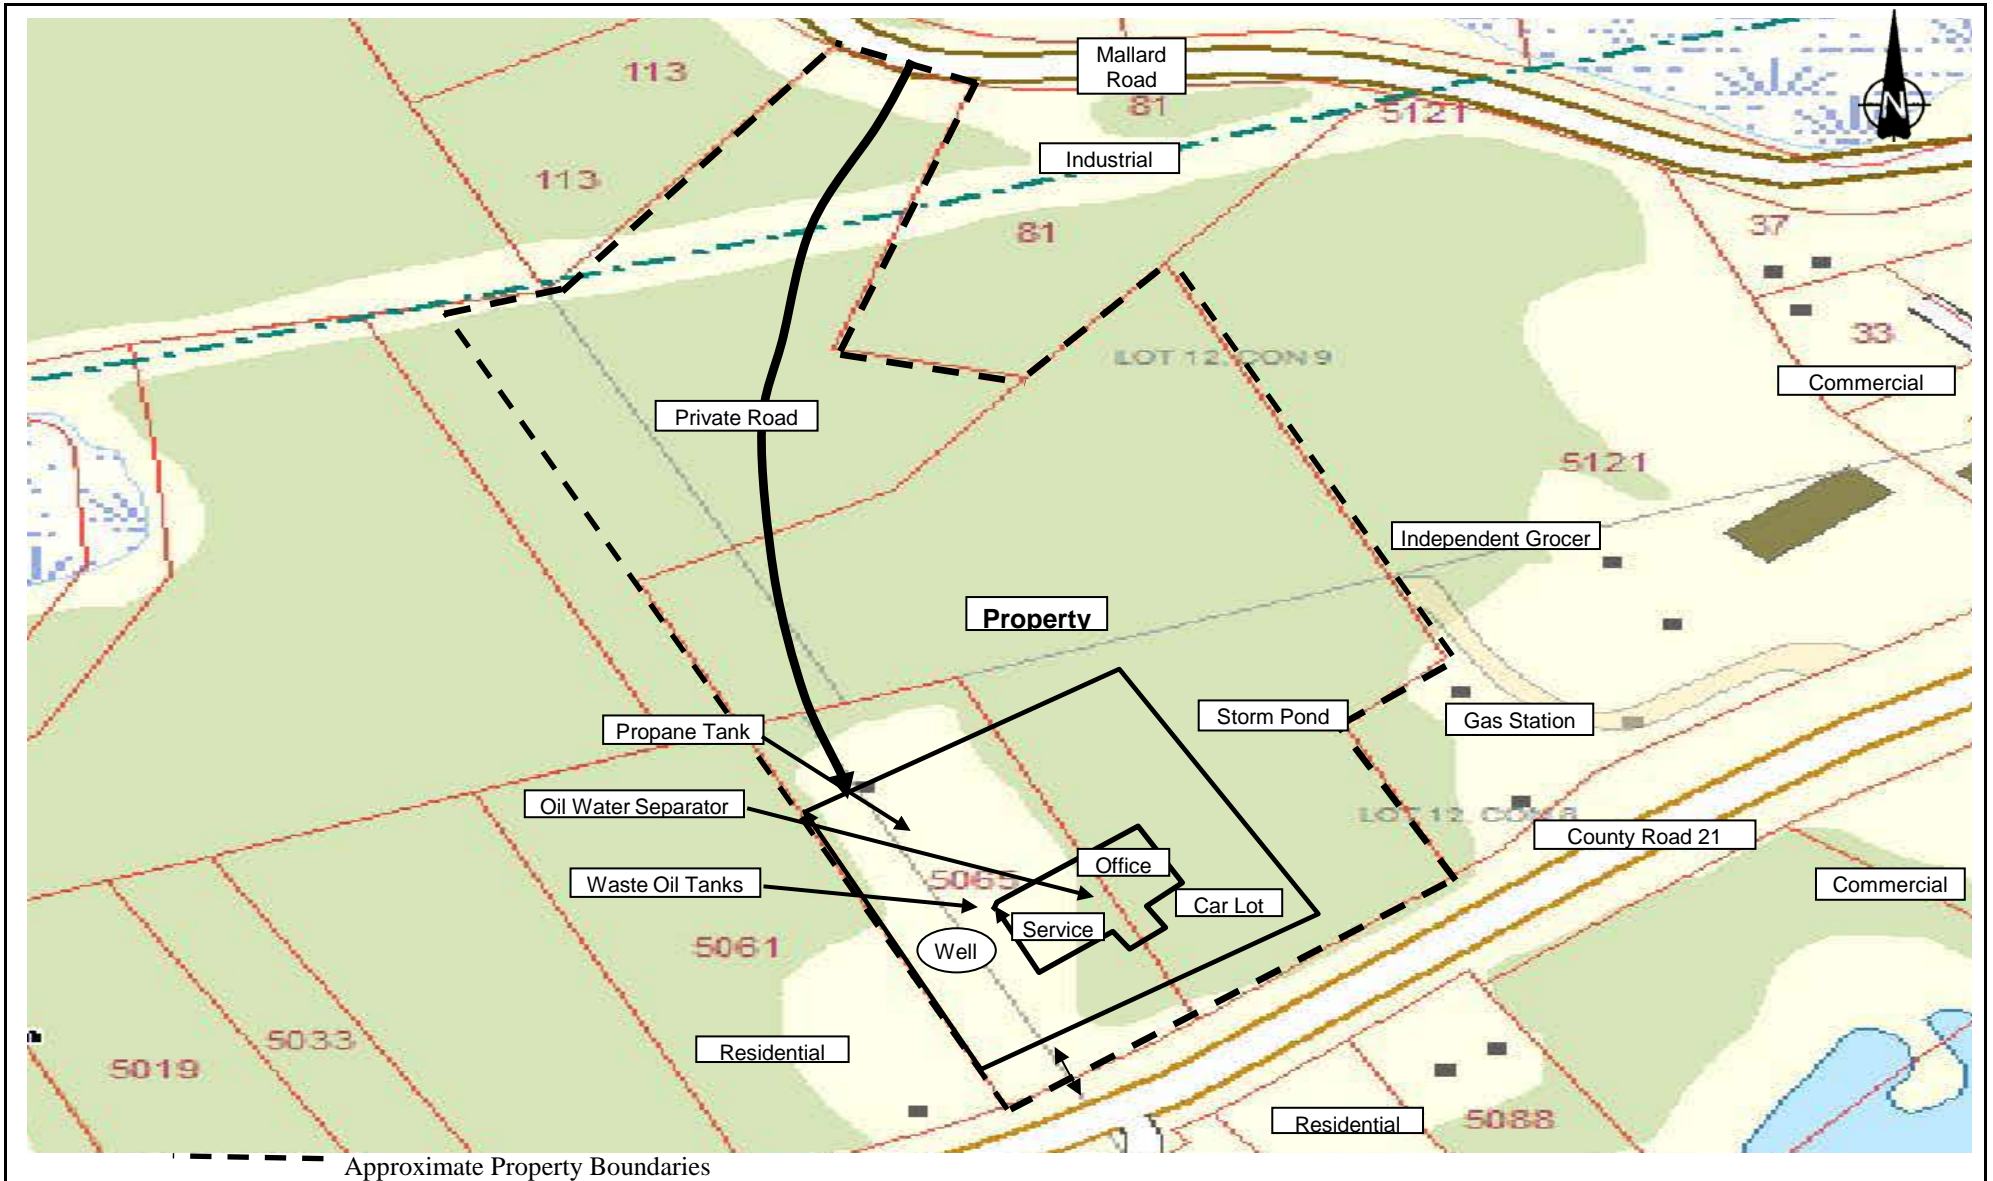 Mallard
Road
N
113
81
5121
Industrial
113
37
81
33
LOT 12, CON 9
Commercial
Private Road
5121
Independent Grocer
Property
Propane Tank
Storm Pond
Gas Station
Oil Water Separator
LOT 12, CON 8
County Road 21
Office
Waste Oil Tanks
5065
Commercial
Car Lot
Service
5061
Well
5033
Residential
5019
Residential
5088
Approximate Property Boundaries